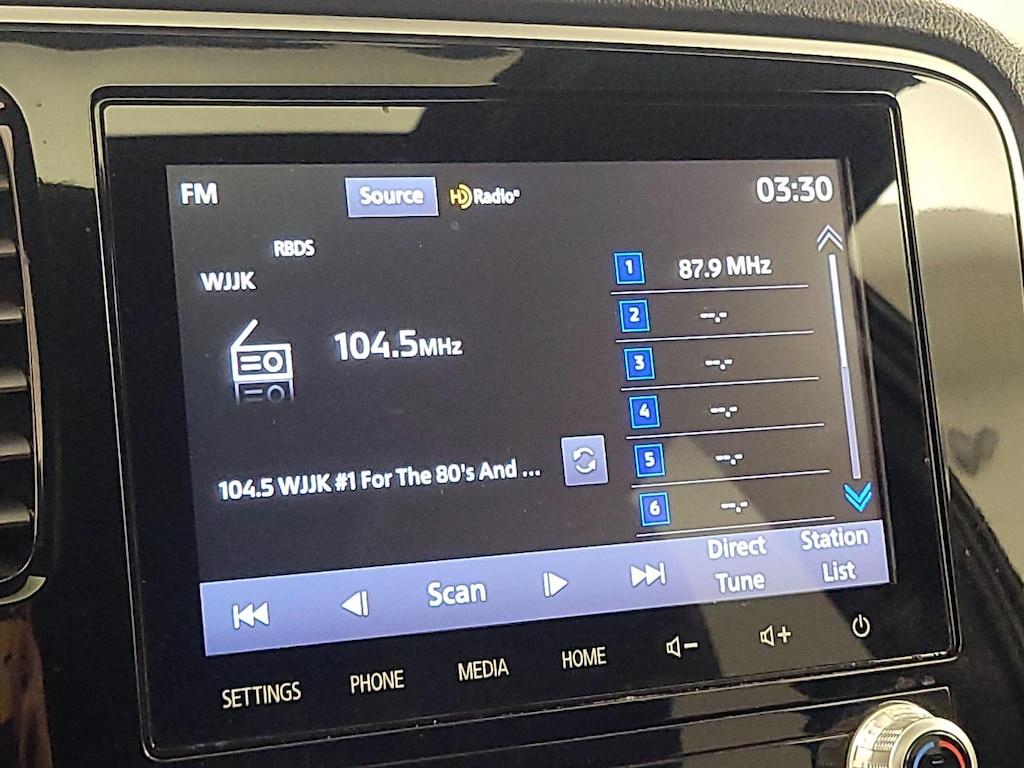 FM
Source
HD Radio®
03:30
RBDS
WJJK
104.5MHz
104.5 WJJK #1 For The 80's And ...
1 87.9 MHz
2 --.-
3 --.-
4 --.-
5 --.-
6 --.-
Scan
Direct
Tune
Station
List
SETTINGS
PHONE
MEDIA
HOME